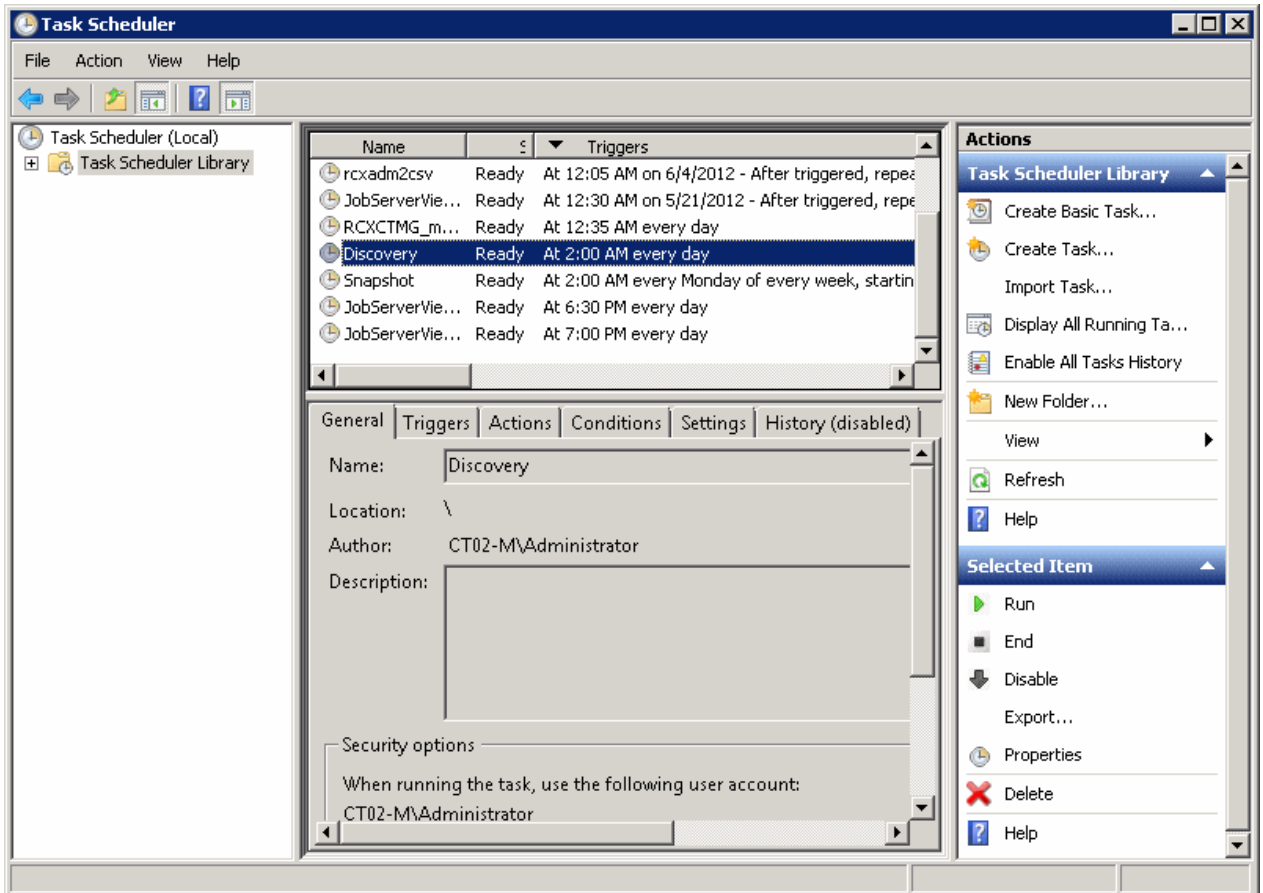 Task Scheduler
File Action View Help
Task Scheduler (Local)
Task Scheduler Library
Name S Triggers
rcxadm2csv Ready At 12:05 AM on 6/4/2012 - After triggered, repea
JobServerVie... Ready At 12:30 AM on 5/21/2012 - After triggered, repe
RCXCTMG_m... Ready At 12:35 AM every day
Discovery Ready At 2:00 AM every day
Snapshot Ready At 2:00 AM every Monday of every week, startin
JobServerVie... Ready At 6:30 PM every day
JobServerVie... Ready At 7:00 PM every day
General Triggers Actions Conditions Settings History (disabled)
Name: Discovery
Location: \
Author: CT02-M\Administrator
Description:
Security options
When running the task, use the following user account:
CT02-M\Administrator
Actions
Task Scheduler Library
Create Basic Task...
Create Task...
Import Task...
Display All Running Ta...
Enable All Tasks History
New Folder...
View
Refresh
Help
Selected Item
Run
End
Disable
Export...
Properties
Delete
Help